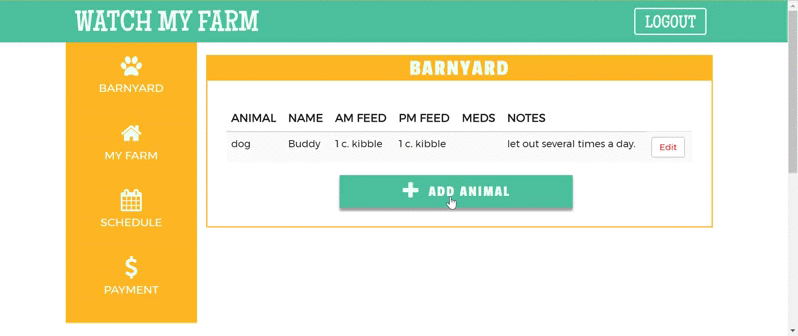 WATCH MY FARM LOGOUT
BARNYARD
MY FARM
SCHEDULE
PAYMENT
BARNYARD
ANIMAL NAME AM FEED PM FEED MEDS NOTES
dog Buddy 1 c. kibble 1 c. kibble let out several times a day. Edit
ADD ANIMAL